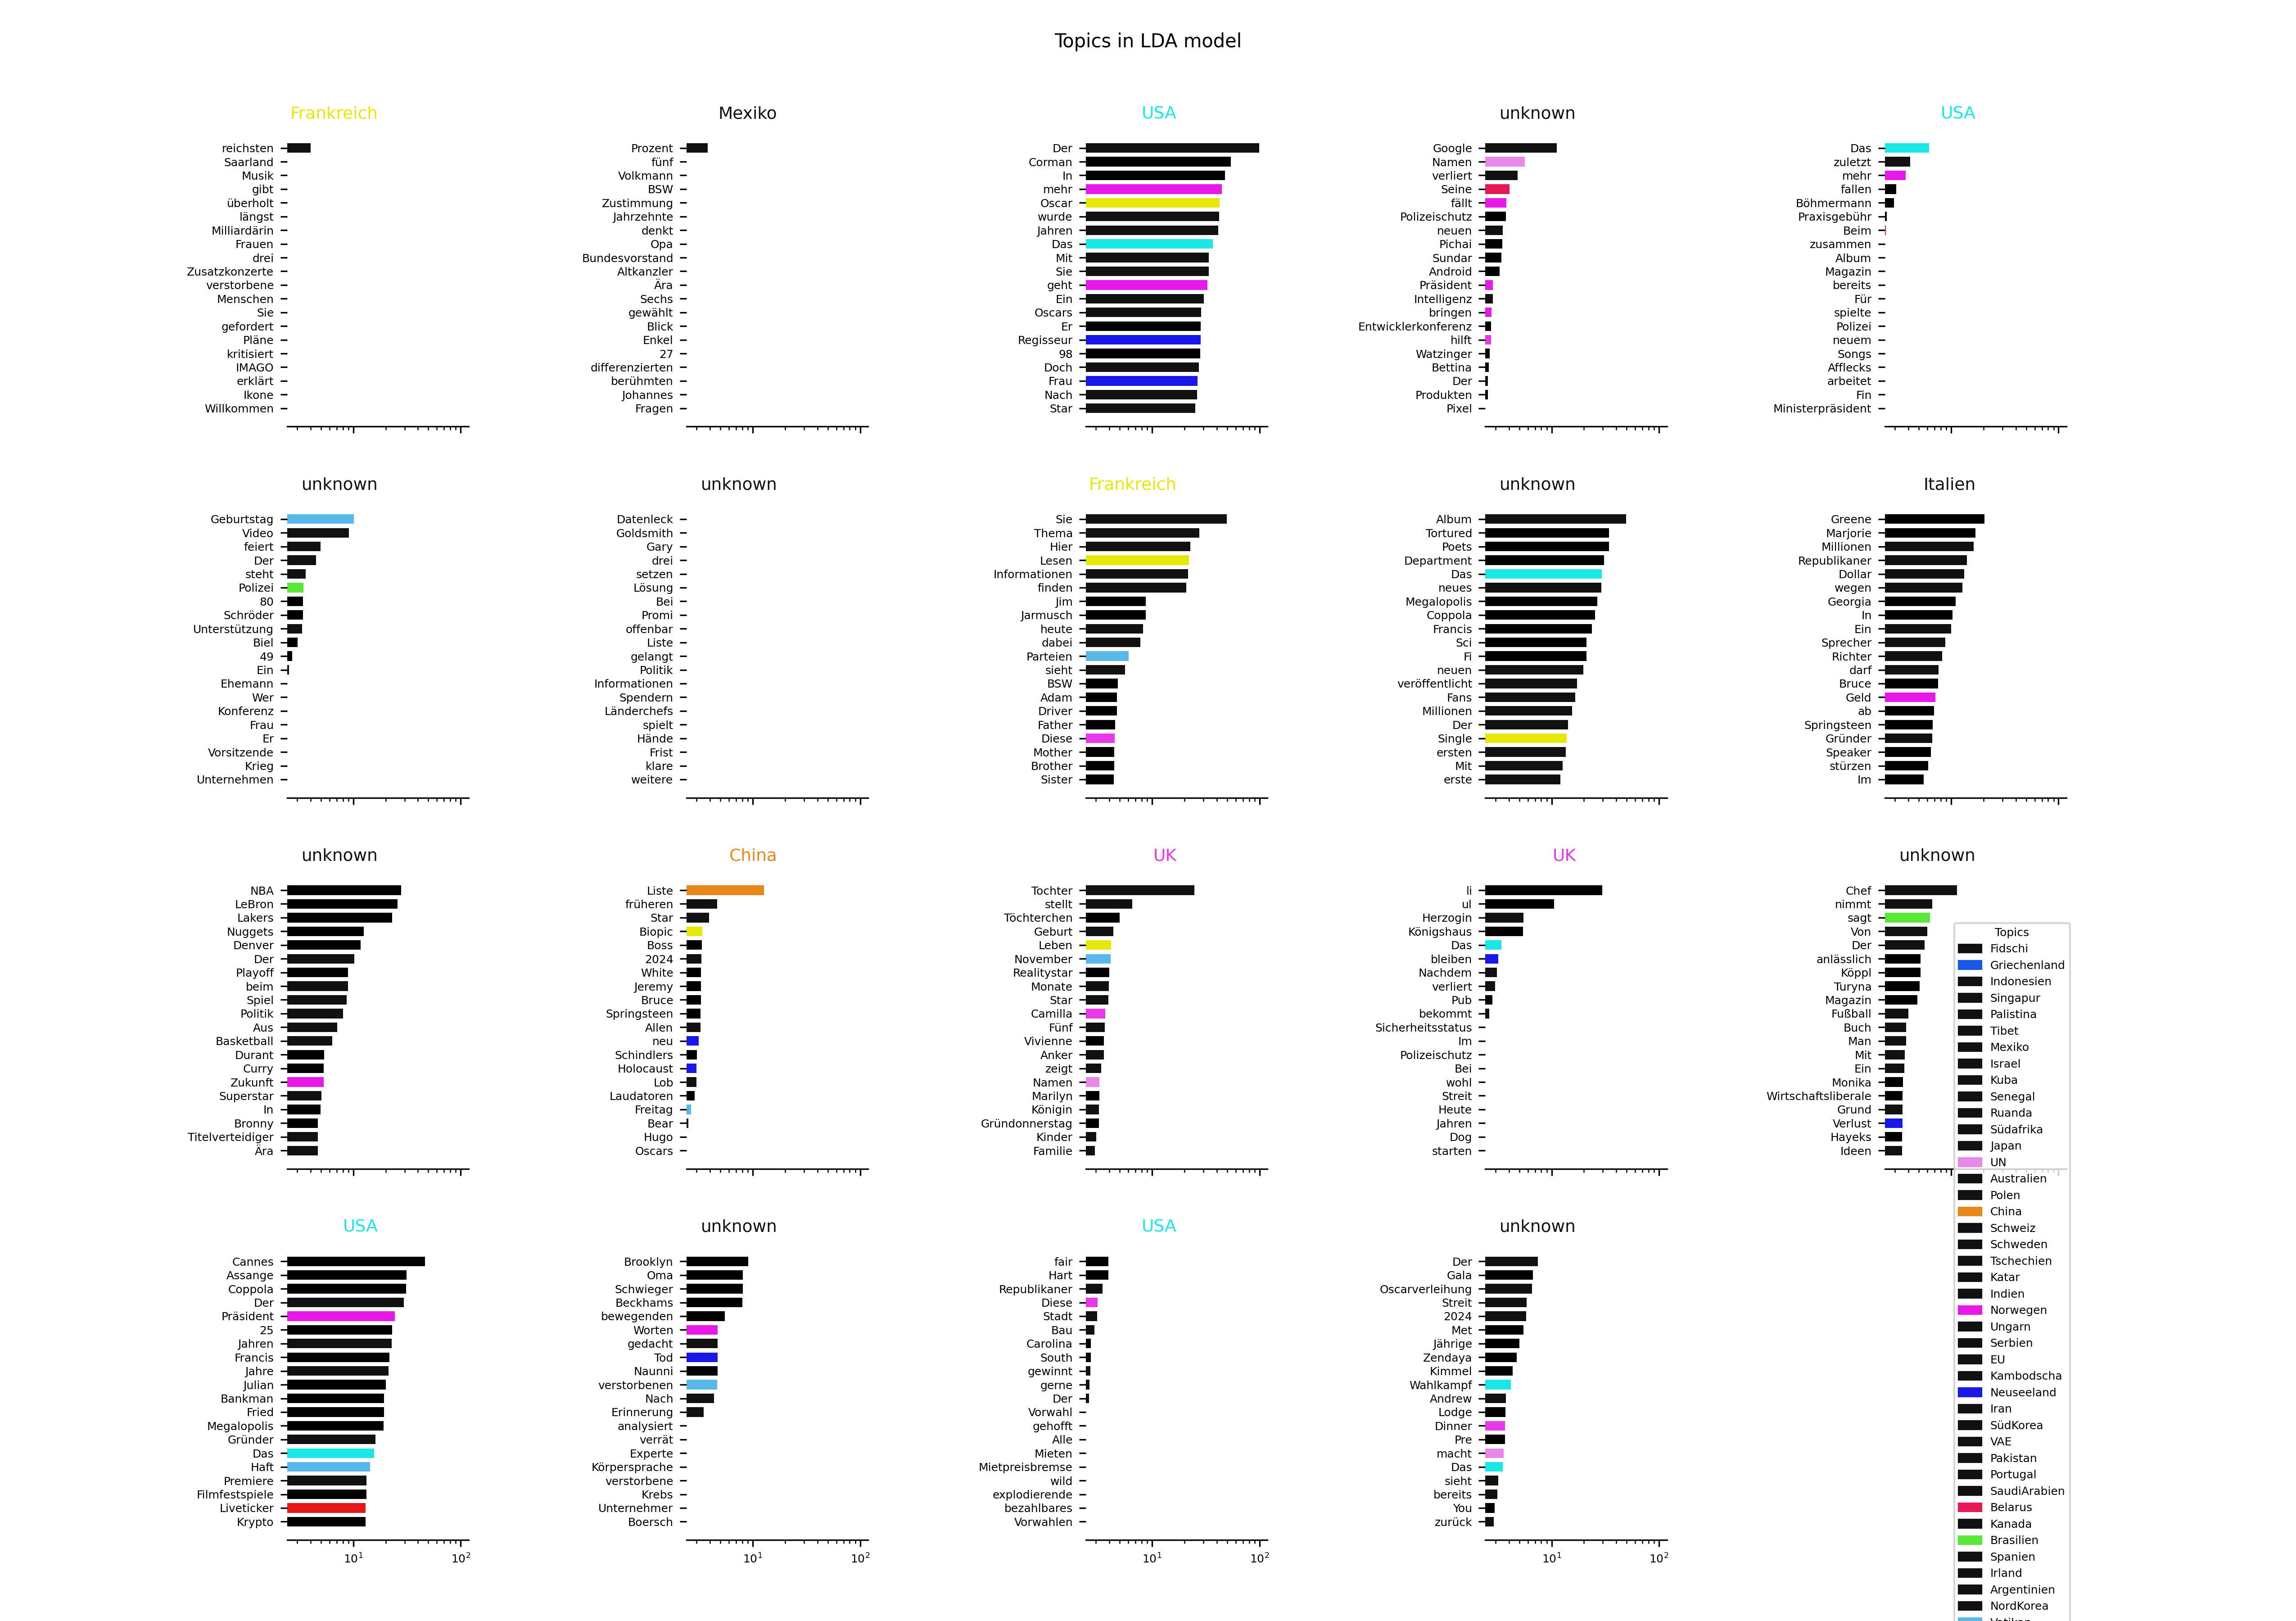 Topics in LDA model
Frankreich
reichsten
Saarland
Musik
gibt
überholt
längst
Milliardärin
Frauen
drei
Zusatzkonzerte
verstorbene
Menschen
Sie
gefordert
Pläne
kritisiert
IMAGO
erklärt
Ikone
Willkommen
Mexiko
Prozent
fünf
Volkmann
BSW
Zustimmung
Jahrzehnte
denkt
Opa
Bundesvorstand
Altkanzler
Ära
Sechs
gewählt
Blick
Enkel
27
differenzierten
berühmten
Johannes
Fragen
USA
Der
Corman
In
mehr
Oscar
wurde
Jahren
Das
Mit
Sie
geht
Ein
Oscars
Er
Regisseur
98
Doch
Frau
Nach
Star
unknown
Google
Namen
verliert
Seine
fällt
Polizeischutz
neuen
Pichai
Sundar
Android
Präsident
Intelligenz
bringen
Entwicklerkonferenz
hilft
Watzinger
Bettina
Der
Produkten
Pixel
USA
Das
zuletzt
mehr
fallen
Böhmermann
Praxisgebühr
Beim
zusammen
Album
Magazin
bereits
Für
spielte
Polizei
neuem
Songs
Afflecks
arbeitet
Fin
Ministerpräsident
unknown
Geburtstag
Video
feiert
Der
steht
Polizei
80
Schröder
Unterstützung
Biel
49
Ein
Ehemann
Wer
Konferenz
Frau
Er
Vorsitzende
Krieg
Unternehmen
unknown
Datenleck
Goldsmith
Gary
drei
setzen
Lösung
Bei
Promi
offenbar
Liste
gelangt
Politik
Informationen
Spendern
Länderchefs
spielt
Hände
Frist
klare
weitere
Frankreich
Sie
Thema
Hier
Lesen
Informationen
finden
Jim
Jarmusch
heute
dabei
Parteien
sieht
BSW
Adam
Driver
Father
Diese
Mother
Brother
Sister
unknown
Album
Tortured
Poets
Department
Das
neues
Megalopolis
Coppola
Francis
Sci
Fi
neuen
veröffentlicht
Fans
Millionen
Der
Single
ersten
Mit
erste
Italien
Greene
Marjorie
Millionen
Republikaner
Dollar
wegen
Georgia
In
Ein
Sprecher
Richter
darf
Bruce
Geld
ab
Springsteen
Gründer
Speaker
stürzen
Im
unknown
NBA
LeBron
Lakers
Nuggets
Denver
Der
Playoff
beim
Spiel
Politik
Aus
Basketball
Durant
Curry
Zukunft
Superstar
In
Bronny
Titelverteidiger
Ära
China
Liste
früheren
Star
Biopic
Boss
2024
White
Jeremy
Bruce
Springsteen
Allen
neu
Schindlers
Holocaust
Lob
Laudatoren
Freitag
Bear
Hugo
Oscars
UK
Tochter
stellt
Töchterchen
Geburt
Leben
November
Realitystar
Monate
Star
Camilla
Fünf
Vivienne
Anker
zeigt
Namen
Marilyn
Königin
Gründonnerstag
Kinder
Familie
UK
li
ul
Herzogin
Königshaus
Das
bleiben
Nachdem
verliert
Pub
bekommt
Sicherheitsstatus
Im
Polizeischutz
Bei
wohl
Streit
Heute
Jahren
Dog
starten
unknown
Chef
nimmt
sagt
Von
Der
anlässlich
Köppl
Turyna
Magazin
Fußball
Buch
Man
Mit
Ein
Monika
Wirtschaftsliberale
Grund
Verlust
Hayeks
Ideen
USA
Cannes
Assange
Coppola
Der
Präsident
25
Jahren
Francis
Jahre
Julian
Bankman
Fried
Megalopolis
Gründer
Das
Haft
Premiere
Filmfestspiele
Liveticker
Krypto
10¹ 10²
unknown
Brooklyn
Oma
Schwieger
Beckhams
bewegenden
Worten
gedacht
Tod
Naunni
verstorbenen
Nach
Erinnerung
analysiert
verrät
Experte
Körpersprache
verstorbene
Krebs
Unternehmer
Boersch
10¹ 10²
USA
fair
Hart
Republikaner
Diese
Stadt
Bau
Carolina
South
gewinnt
gerne
Der
Vorwahl
gehofft
Alle
Mieten
Mietpreisbremse
wild
explodierende
bezahlbares
Vorwahlen
10¹ 10²
unknown
Der
Gala
Oscarverleihung
Streit
2024
Met
Jährige
Zendaya
Kimmel
Wahlkampf
Andrew
Lodge
Dinner
Pre
macht
Das
sieht
bereits
You
zurück
10¹ 10²
Topics
Fidschi
Griechenland
Indonesien
Singapur
Palistina
Tibet
Mexiko
Israel
Kuba
Senegal
Ruanda
Südafrika
Japan
UN
Australien
Polen
China
Schweiz
Schweden
Tschechien
Katar
Indien
Norwegen
Ungarn
Serbien
EU
Kambodscha
Neuseeland
Iran
SüdKorea
VAE
Pakistan
Portugal
SaudiArabien
Belarus
Kanada
Brasilien
Spanien
Irland
Argentinien
NordKorea